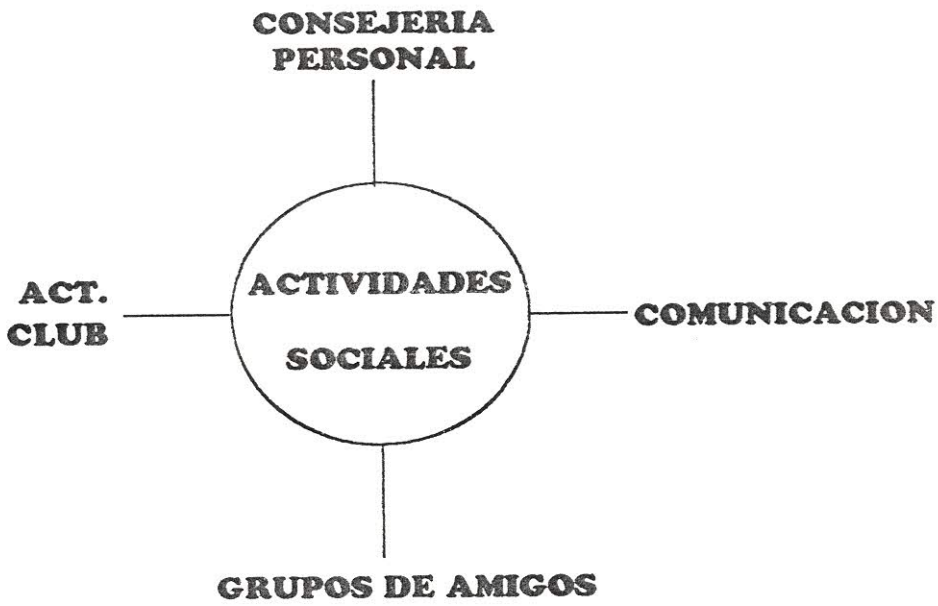 CONSEJERIA
PERSONAL
ACTIVIDADES
SOCIALES
ACT.
CLUB
COMUNICACION
GRUPOS DE AMIGOS